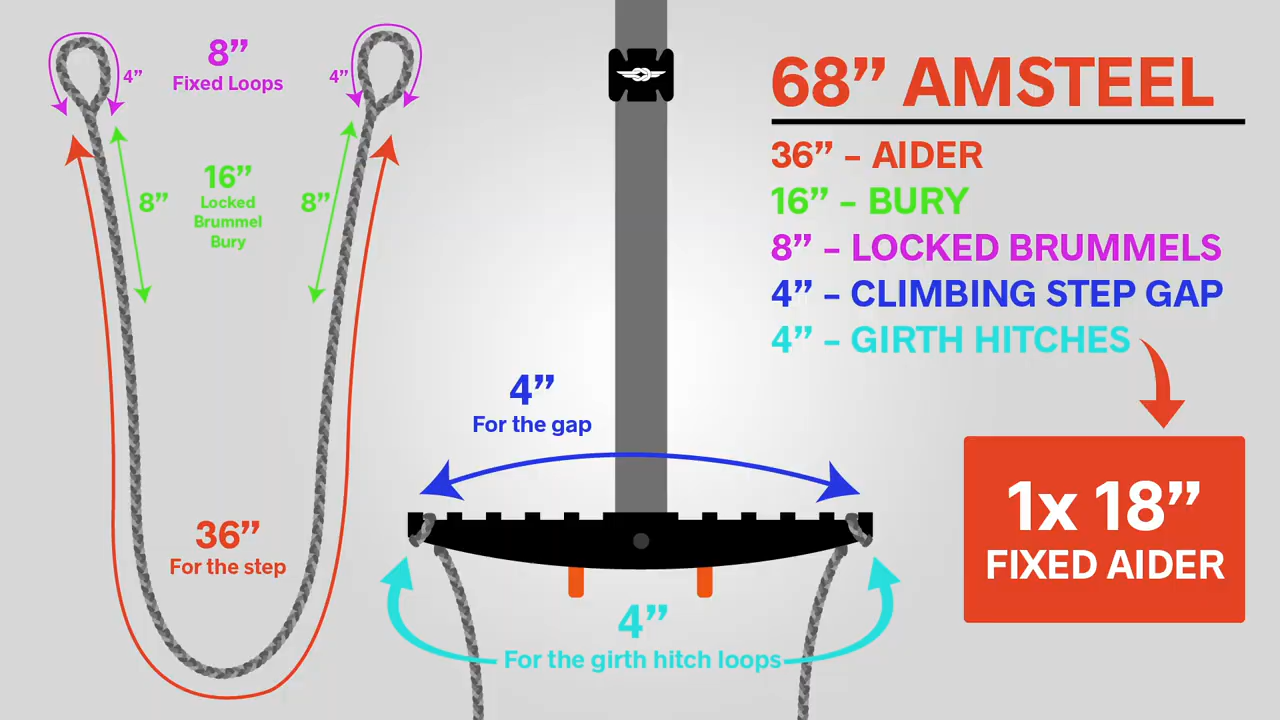 8”
Fixed Loops
4”
4”
16”
Locked
Brummel
Bury
8”
8”
36”
For the step
4”
For the gap
4”
For the girth hitch loops
68” AMSTEEL
36” – AIDER
16” – BURY
8” – LOCKED BRUMMELS
4” – CLIMBING STEP GAP
4” – GIRTH HITCHES
1x 18”
FIXED AIDER